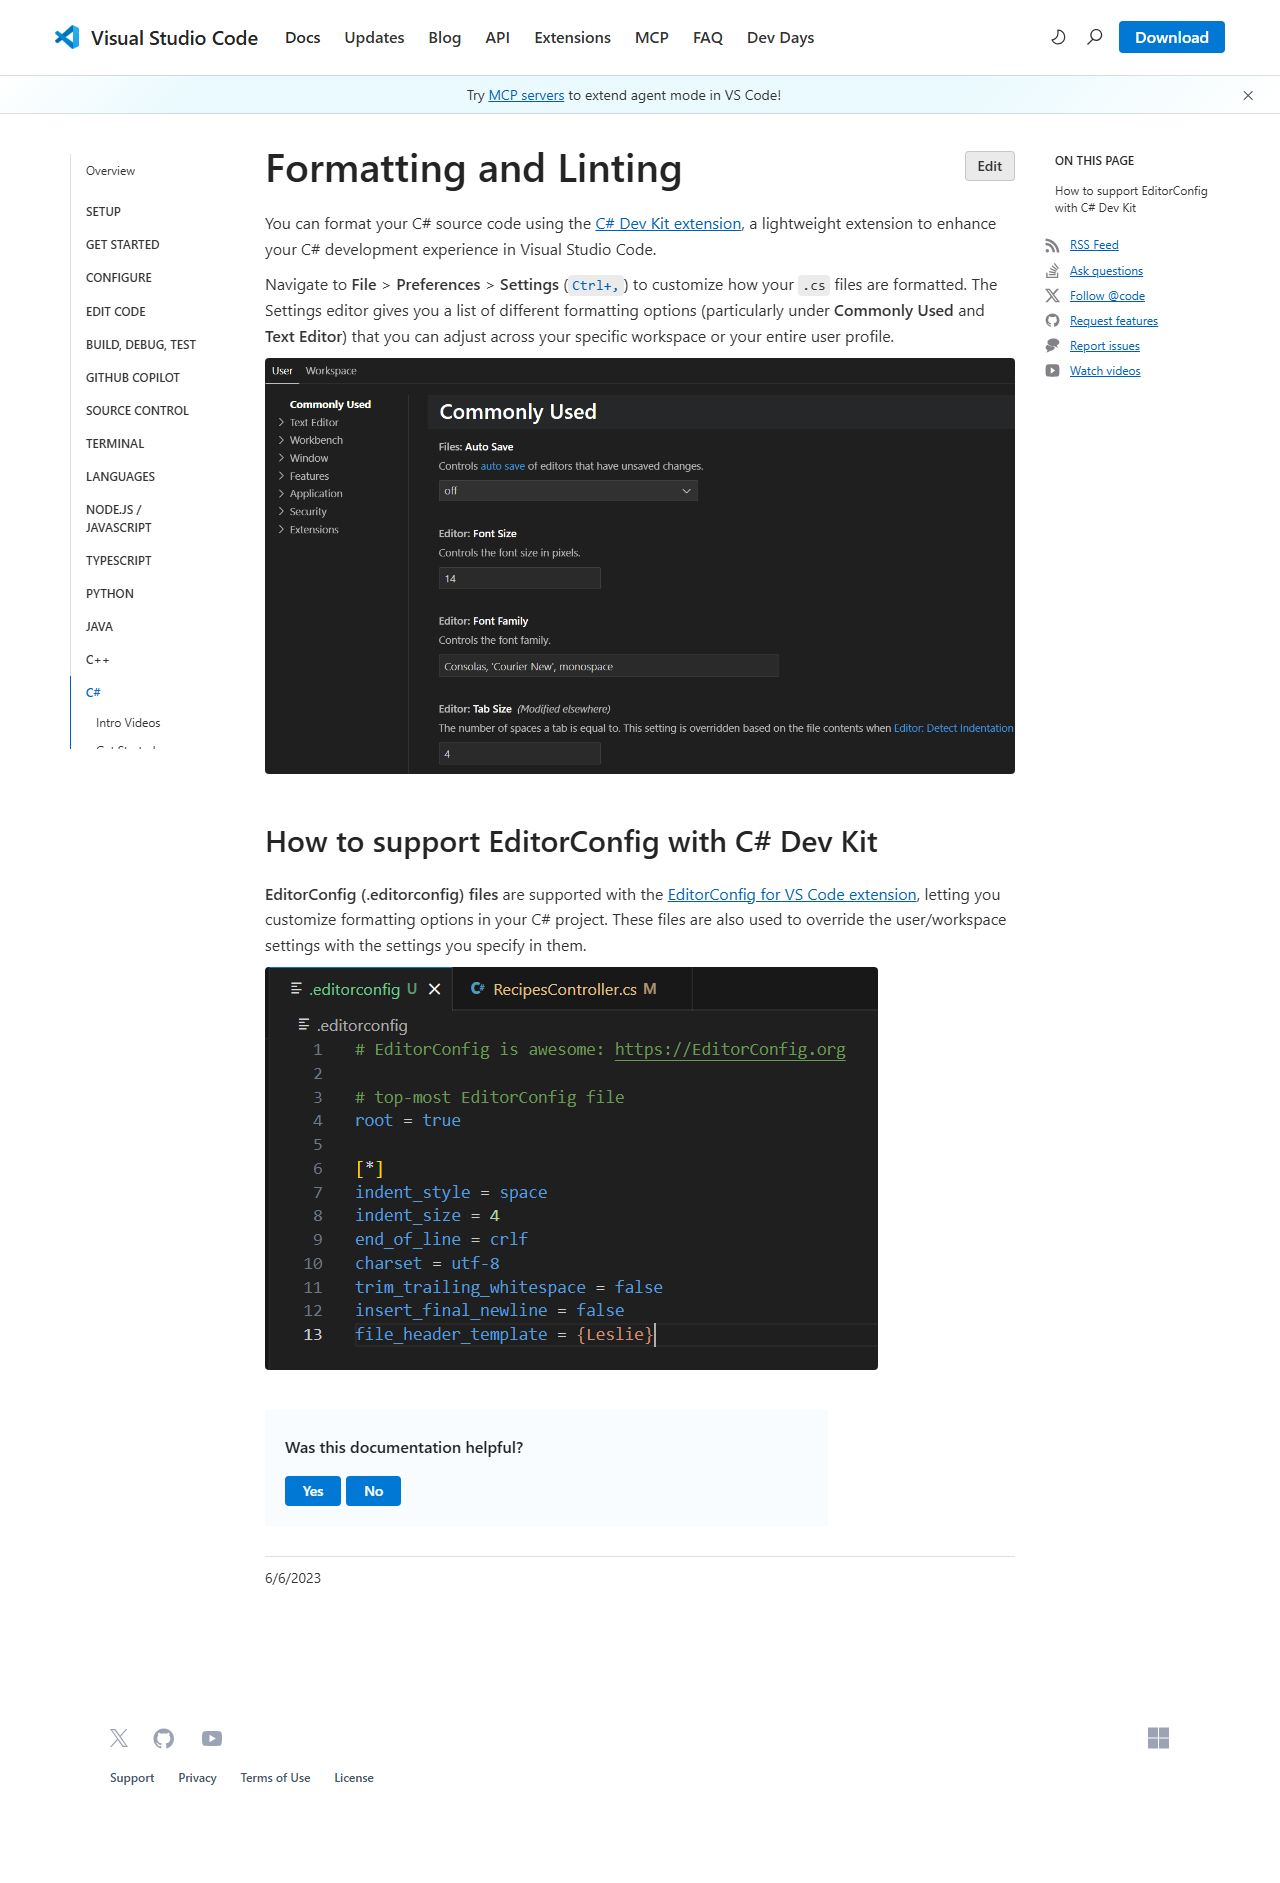 Visual Studio Code Docs Updates Blog API Extensions MCP FAQ Dev Days Download
Try MCP servers to extend agent mode in VS Code!
Overview
SETUP
GET STARTED
CONFIGURE
EDIT CODE
BUILD, DEBUG, TEST
GITHUB COPILOT
SOURCE CONTROL
TERMINAL
LANGUAGES
NODE.JS /
JAVASCRIPT
TYPESCRIPT
PYTHON
JAVA
C++
C#
Intro Videos
Formatting and Linting
Edit
You can format your C# source code using the C# Dev Kit extension, a lightweight extension to enhance
your C# development experience in Visual Studio Code.
Navigate to File > Preferences > Settings (Ctrl+,) to customize how your .cs files are formatted. The
Settings editor gives you a list of different formatting options (particularly under Commonly Used and
Text Editor) that you can adjust across your specific workspace or your entire user profile.
User Workspace
Commonly Used
Text Editor
Workbench
Window
Features
Application
Security
Extensions
Commonly Used
Files: Auto Save
Controls auto save of editors that have unsaved changes.
off
Editor: Font Size
Controls the font size in pixels.
14
Editor: Font Family
Controls the font family.
Consolas, 'Courier New', monospace
Editor: Tab Size (Modified elsewhere)
The number of spaces a tab is equal to. This setting is overridden based on the file contents when Editor: Detect Indentation
4
How to support EditorConfig with C# Dev Kit
EditorConfig (.editorconfig) files are supported with the EditorConfig for VS Code extension, letting you
customize formatting options in your C# project. These files are also used to override the user/workspace
settings with the settings you specify in them.
.editorconfig U RecipesController.cs M
.editorconfig
1 # EditorConfig is awesome: https://EditorConfig.org
2
3 # top-most EditorConfig file
4 root = true
5
6 [*]
7 indent_style = space
8 indent_size = 4
9 end_of_line = crlf
10 charset = utf-8
11 trim_trailing_whitespace = false
12 insert_final_newline = false
13 file_header_template = {Leslie}
Was this documentation helpful?
Yes No
6/6/2023
ON THIS PAGE
How to support EditorConfig
with C# Dev Kit
RSS Feed
Ask questions
Follow @code
Request features
Report issues
Watch videos
Support Privacy Terms of Use License